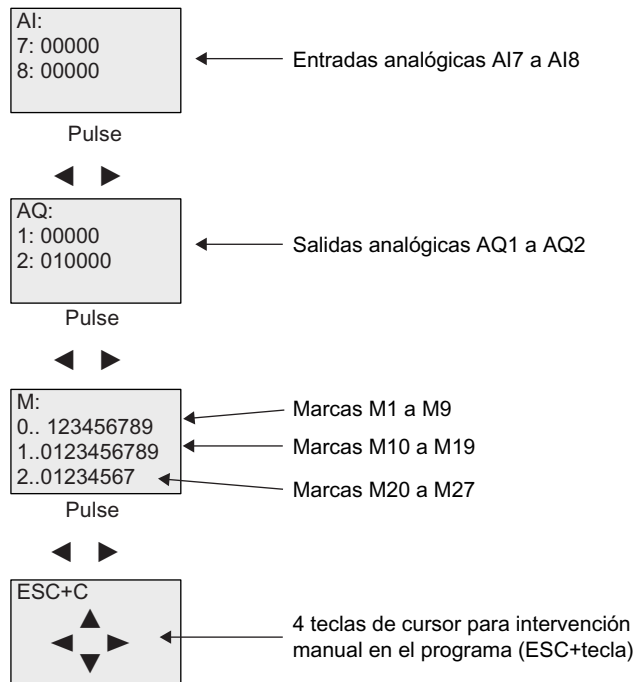 AI:
7: 00000
8: 00000
Entradas analógicas AI7 a AI8
Pulse
AQ:
1: 00000
2: 010000
Salidas analógicas AQ1 a AQ2
Pulse
M:
0.. 123456789
1..0123456789
2..01234567
Marcas M1 a M9
Marcas M10 a M19
Marcas M20 a M27
Pulse
ESC+C
4 teclas de cursor para intervención
manual en el programa (ESC+tecla)